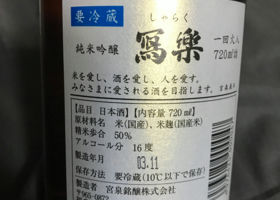 要冷蔵
しゃらく
純米吟醸
寫樂
一回火入
720ml詰
米を愛し、酒を愛し、人を愛す。
みなさまに愛される酒を目指します。
【品目 日本酒】【内容量 720ml】
原材料名 米(国産)、米麹(国産米)
精米歩合 50%
アルコール分 16度
製造年月 03.11
保存方法 要冷蔵(10℃以下で保存)
製造者 宮泉銘醸株式会社
〒965-0872